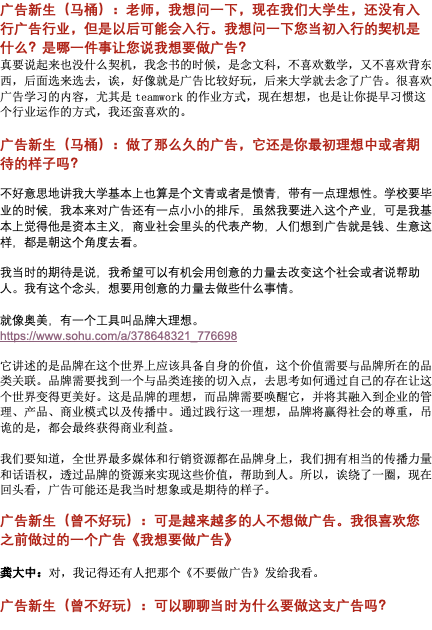 广告新生（马桶）：老师，我想问一下，现在我们大学生，还没有入
行广告行业，但是以后可能会入行。我想问一下您当初入行的契机是
什么？是哪一件事让您说我想要做广告？
真要说起来也没什么契机，我念书的时候，是念文科，不喜欢数学，又不喜欢背东
西，后面选来选去，诶，好像就是广告比较好玩，后来大学就去念了广告。很喜欢
广告学习的内容，尤其是 teamwork 的作业方式，现在想想，也是让你提早习惯这
个行业运作的方式，我还蛮喜欢的。
广告新生（马桶）：做了那么久的广告，它还是你最初理想中或者期
待的样子吗？
不好意思地讲我大学基本上也算是个文青或者是愤青，带有一点理想性。学校要毕
业的时候，我本来对广告还有一点小小的排斥，虽然我要进入这个产业，可是我基
本上觉得他是资本主义，商业社会里头的代表产物，人们想到广告就是钱、生意这
样，都是朝这个角度去看。
我当时的期待是说，我希望可以有机会用创意的力量去改变这个社会或者说帮助
人。我有这个念头，想要用创意的力量去做些什么事情。
就像奥美，有一个工具叫品牌大理想。
https://www.sohu.com/a/378648321_776698
它讲述的是品牌在这个世界上应该具备自身的价值，这个价值需要与品牌所在的品
类关联。品牌需要找到一个与品类连接的切入点，去思考如何通过自己的存在让这
个世界变得更美好。这是品牌的理想，而品牌需要唤醒它，并将其融入到企业的管
理、产品、商业模式以及传播中。通过践行这一理想，品牌将赢得社会的尊重，吊
诡的是，都会最终获得商业利益。
我们要知道，全世界最多媒体和行销资源都在品牌身上，我们拥有相当的传播力量
和话语权，透过品牌的资源来实现这些价值，帮助到人。所以，诶绕了一圈，现在
回头看，广告可能还是我当时想象或是期待的样子。
广告新生（曾不好玩）：可是越来越多的人不想做广告。我很喜欢您
之前做过的一个广告《我想要做广告》
龚大中：对，我记得还有人把那个《不要做广告》发给我看。
广告新生（曾不好玩）：可以聊聊当时为什么要做这支广告吗？